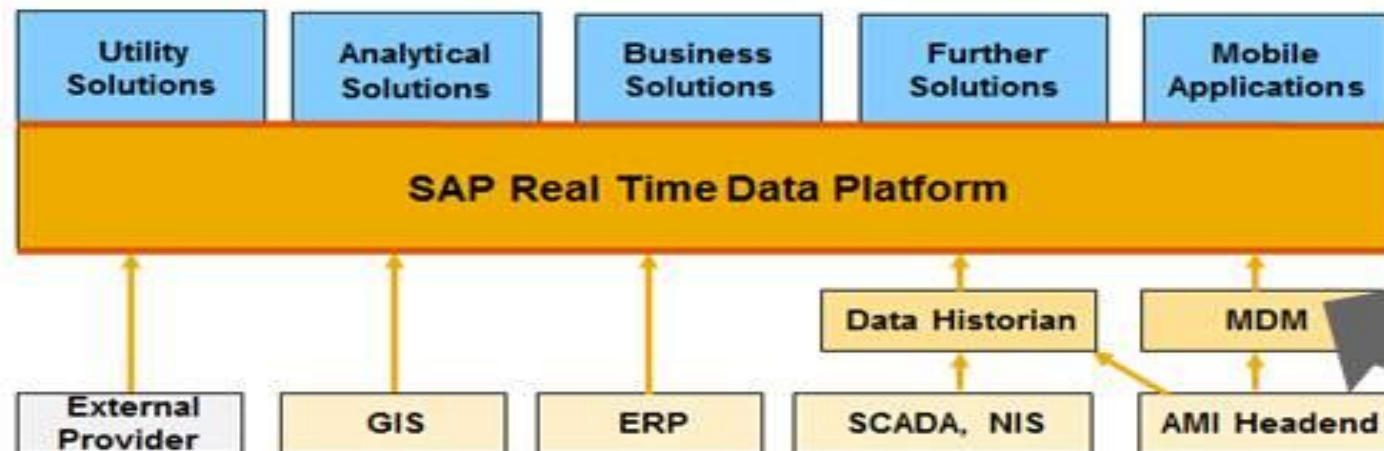 Utility
Solutions
Analytical
Solutions
Business
Solutions
Further
Solutions
Mobile
Applications
SAP Real Time Data Platform
Data Historian
MDM
External
Provider
GIS
ERP
SCADA, NIS
AMI Headend